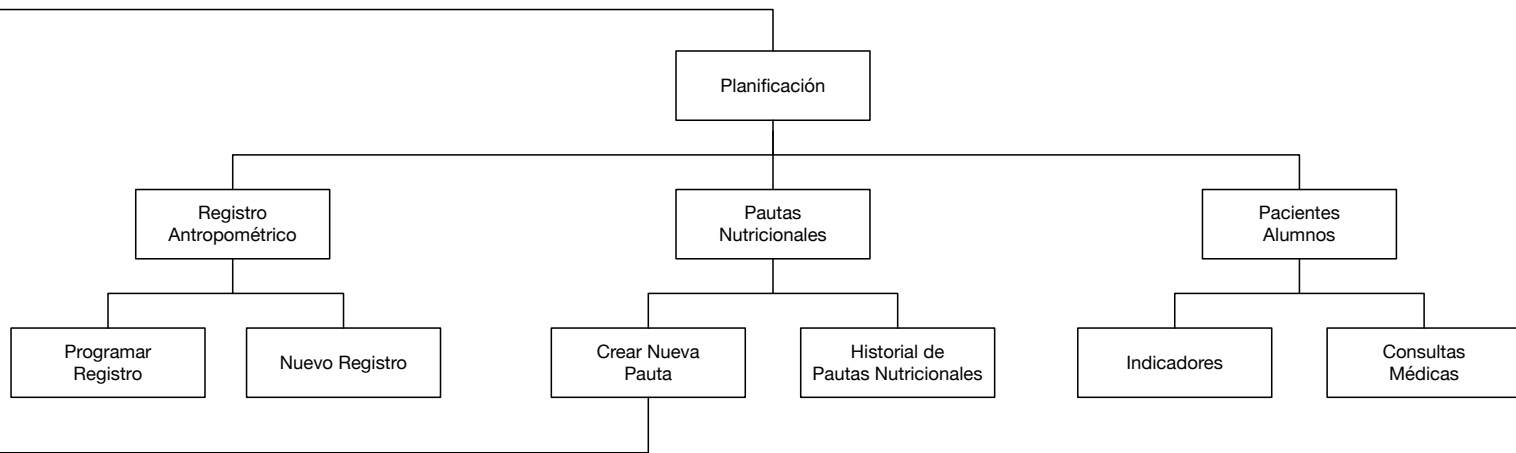 Planificación
Registro
Antropométrico
Pautas
Nutricionales
Pacientes
Alumnos
Programar
Registro
Nuevo Registro
Crear Nueva
Pauta
Historial de
Pautas Nutricionales
Indicadores
Consultas
Médicas